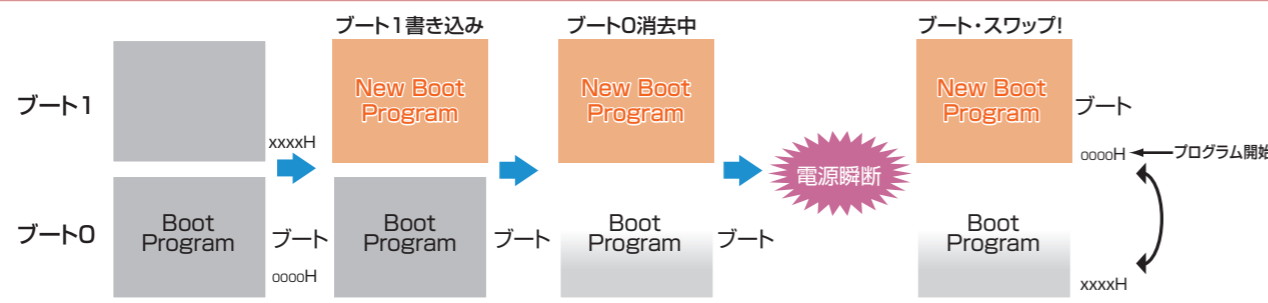 ブート1書き込み
ブート0消去中
ブート・スワップ!
ブート1
xxxxH
New Boot
Program
New Boot
Program
電源瞬断
New Boot
Program
ブート
0000H
プログラム開始
ブート0
Boot
Program
ブート
0000H
Boot
Program
ブート
Boot
Program
ブート
Boot
Program
xxxxH